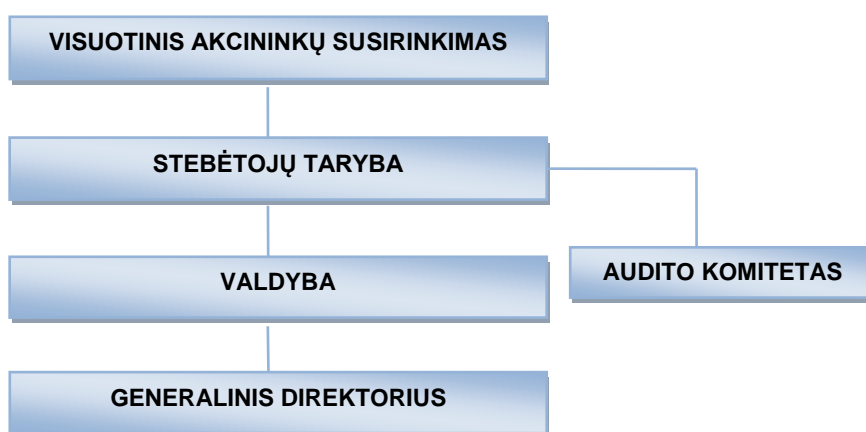 VISUOTINIS AKCININKŲ SUSIRINKIMAS
STEBĖTOJŲ TARYBA
VALDYBA
AUDITO KOMITETAS
GENERALINIS DIREKTORIUS